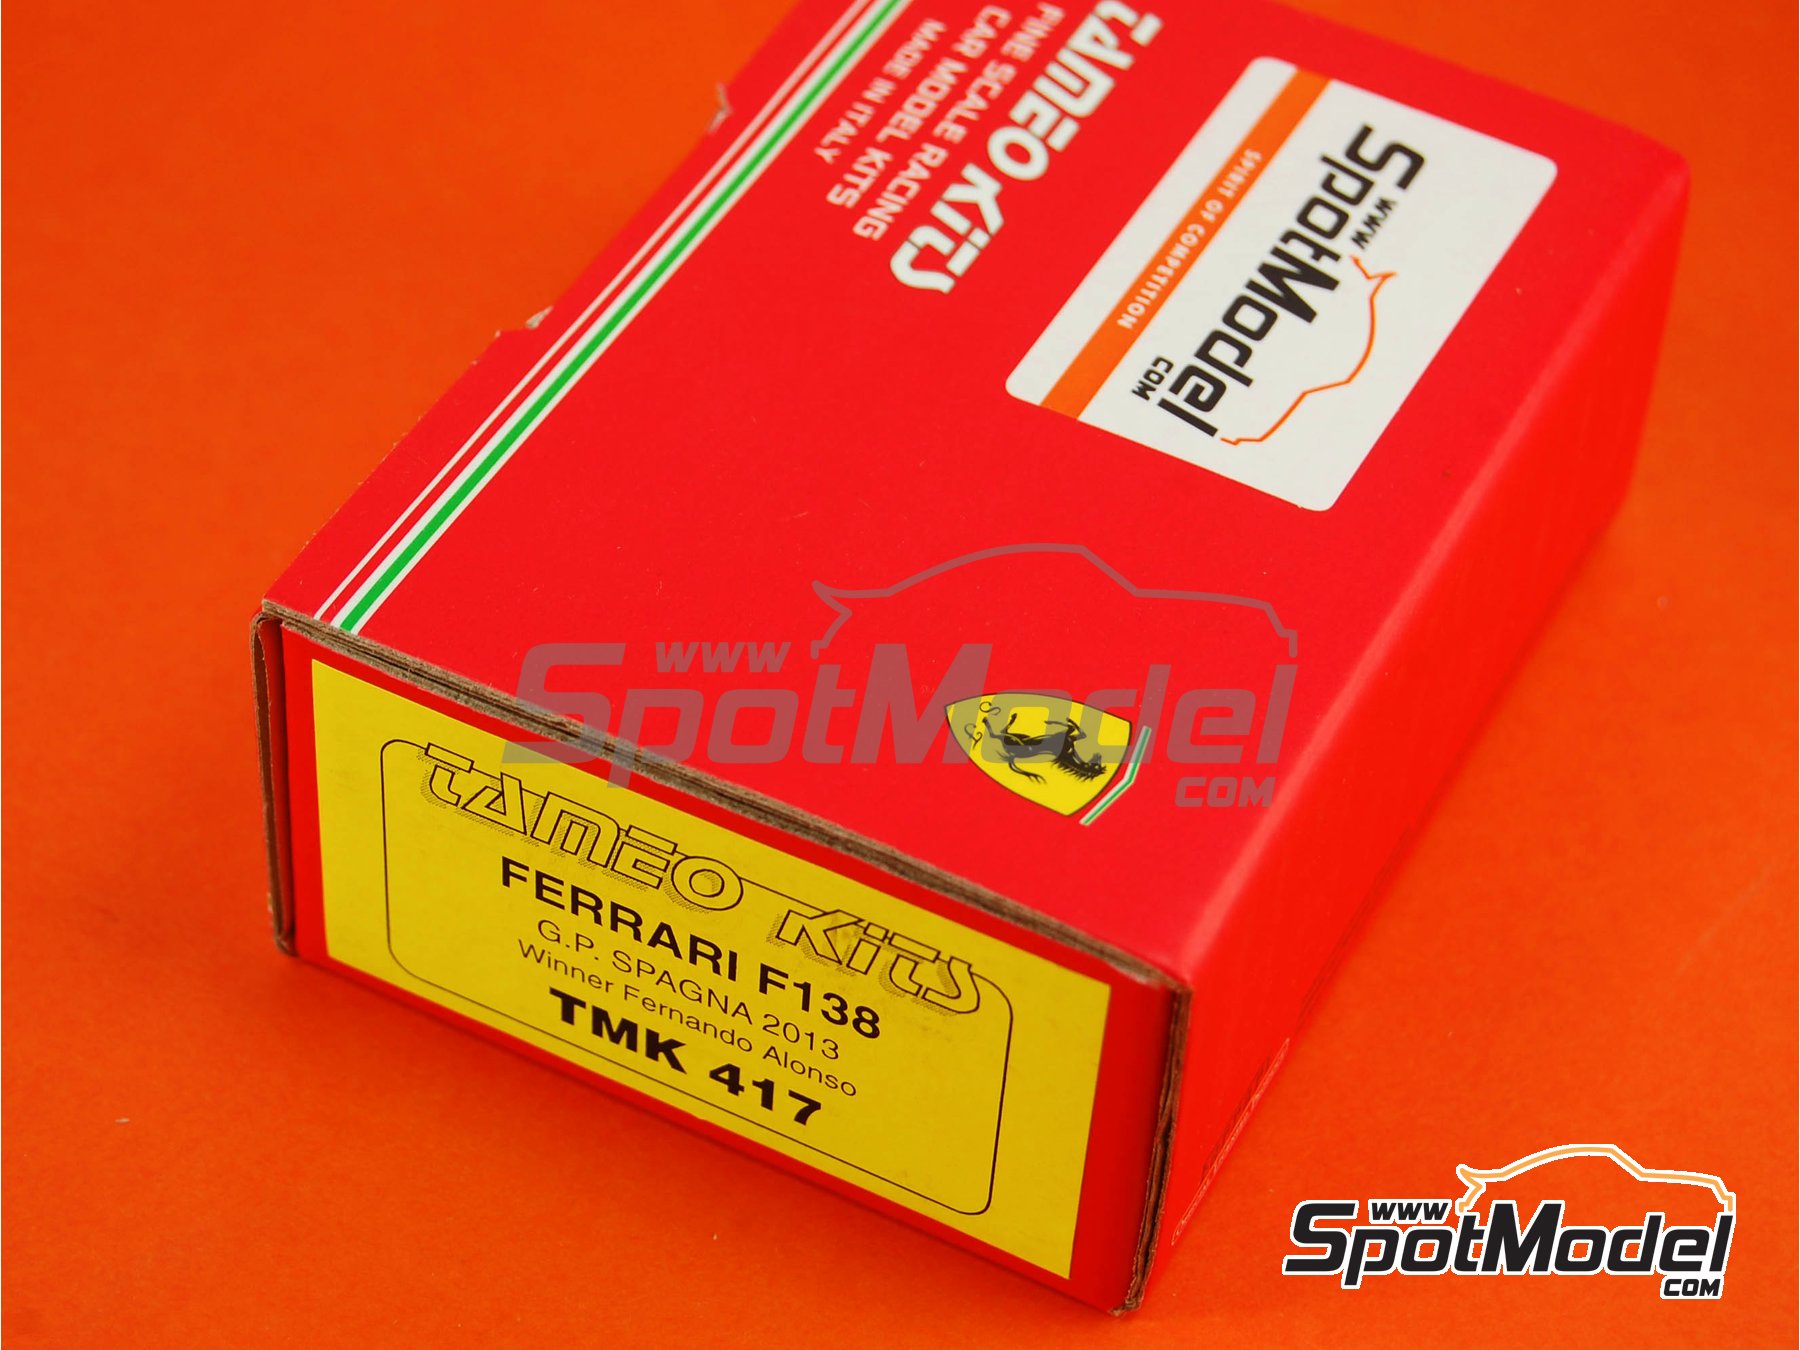 TAMEO KITS
FINE SCALE RACING
CAR MODEL KITS
MADE IN ITALY
www
SpotModel
COM
SPIRIT OF COMPETITION
S F
www
SpotModel
COM
TAMEO KITS
FERRARI F138
G.P. SPAGNA 2013
Winner Fernando Alonso
TMK 417
www
SpotModel
COM